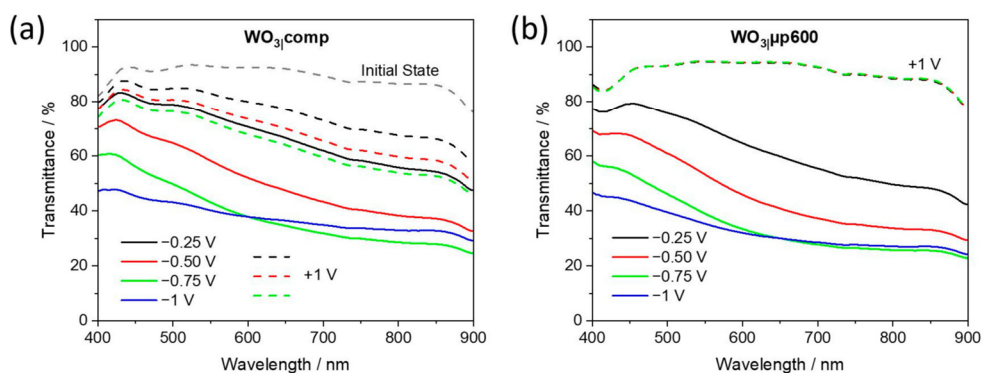 (a)
WO3|comp
Initial State
100
80
60
40
20
0
Transmittance / %
−0.25 V
−0.50 V
−0.75 V
−1 V
+1 V
400 500 600 700 800 900
Wavelength / nm
(b)
WO3|μp600
+1 V
100
80
60
40
20
0
Transmittance / %
−0.25 V
−0.50 V
−0.75 V
−1 V
400 500 600 700 800 900
Wavelength / nm